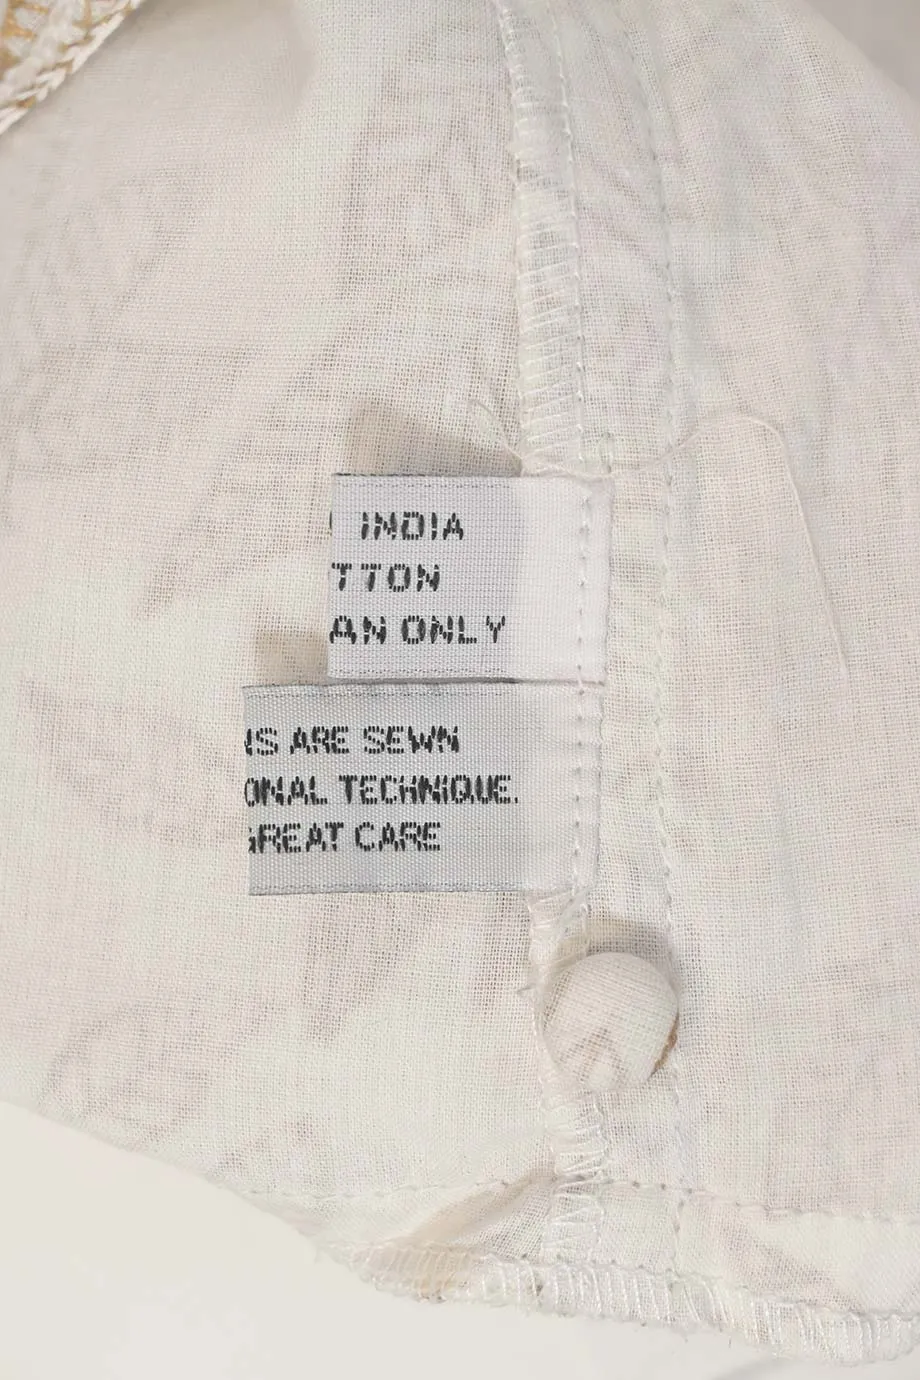 INDIA
TTON
AN ONLY
NS ARE SEWN
ONAL TECHNIQUE.
GREAT CARE